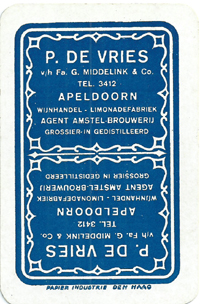 P. DE VRIES
v/h Fa. G. MIDDELINK & Co.
TEL. 3412
APELDOORN
WIJNHANDEL - LIMONADEFABRIEK
AGENT AMSTEL-BROUWERIJ
GROSSIER IN GEDISTILLEERD
P. DE VRIES
v/h Fa. G. MIDDELINK & Co.
TEL. 3412
APELDOORN
WIJNHANDEL - LIMONADEFABRIEK
AGENT AMSTEL-BROUWERIJ
GROSSIER IN GEDISTILLEERD
PAPIER INDUSTRIE DEN HAAG